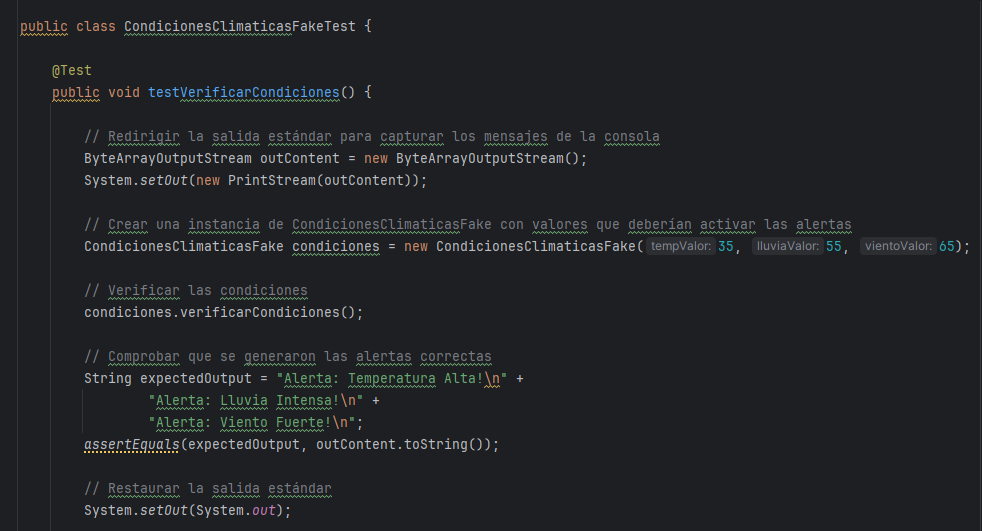 public class CondicionesClimaticasFakeTest {
@Test
public void testVerificarCondiciones() {
// Redirigir la salida estándar para capturar los mensajes de la consola
ByteArrayOutputStream outContent = new ByteArrayOutputStream();
System.setOut(new PrintStream(outContent));
// Crear una instancia de CondicionesClimaticasFake con valores que deberían activar las alertas
CondicionesClimaticasFake condiciones = new CondicionesClimaticasFake( tempValor: 35, lluviaValor: 55, vientoValor: 65);
// Verificar las condiciones
condiciones.verificarCondiciones();
// Comprobar que se generaron las alertas correctas
String expectedOutput = "Alerta: Temperatura Alta!\n" +
"Alerta: Lluvia Intensa!\n" +
"Alerta: Viento Fuerte!\n";
assertEquals(expectedOutput, outContent.toString());
// Restaurar la salida estándar
System.setOut(System.out);